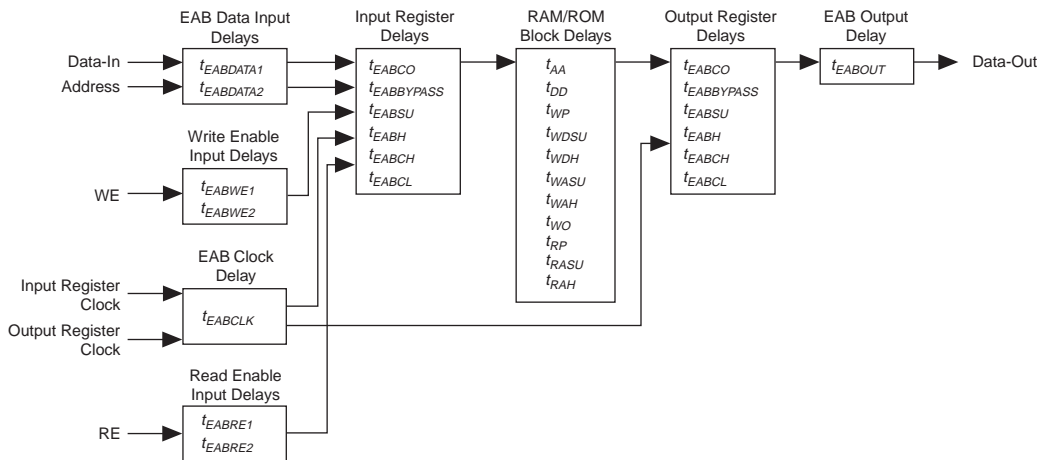 EAB Data Input
Delays
Data-In
Address
tEABDATA1
tEABDATA2
Write Enable
Input Delays
WE
tEABWE1
tEABWE2
EAB Clock
Delay
Input Register
Clock
Output Register
Clock
tEABCLK
Read Enable
Input Delays
RE
tEABRE1
tEABRE2
Input Register
Delays
tEABCO
tEABBYPASS
tEABSU
tEABH
tEABCH
tEABCL
RAM/ROM
Block Delays
tAA
tDD
tWP
tWDSU
tWDH
tWASU
tWAH
tWO
tRP
tRASU
tRAH
Output Register
Delays
tEABCO
tEABBYPASS
tEABSU
tEABH
tEABCH
tEABCL
EAB Output
Delay
tEABOUT
Data-Out